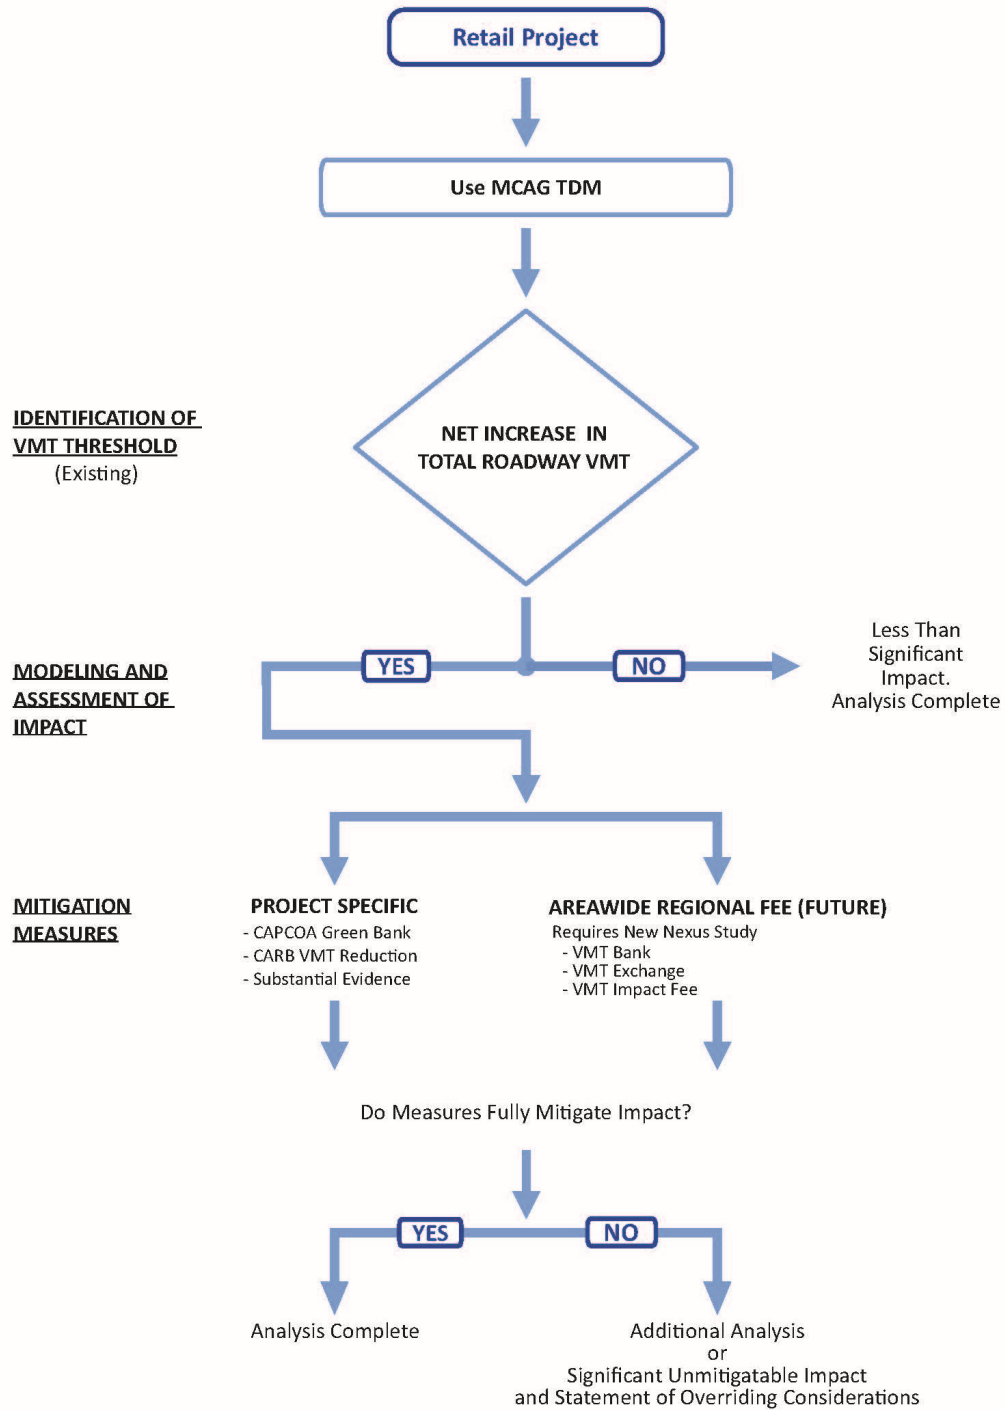 Retail Project
Use MCAG TDM
IDENTIFICATION OF
VMT THRESHOLD
(Existing)
NET INCREASE IN
TOTAL ROADWAY VMT
MODELING AND
ASSESSMENT OF
IMPACT
YES
NO
Less Than
Significant
Impact.
Analysis Complete
MITIGATION
MEASURES
PROJECT SPECIFIC
- CAPCOA Green Bank
- CARB VMT Reduction
- Substantial Evidence
AREAWIDE REGIONAL FEE (FUTURE)
Requires New Nexus Study
- VMT Bank
- VMT Exchange
- VMT Impact Fee
Do Measures Fully Mitigate Impact?
YES
NO
Analysis Complete
Additional Analysis
or
Significant Unmitigatable Impact
and Statement of Overriding Considerations